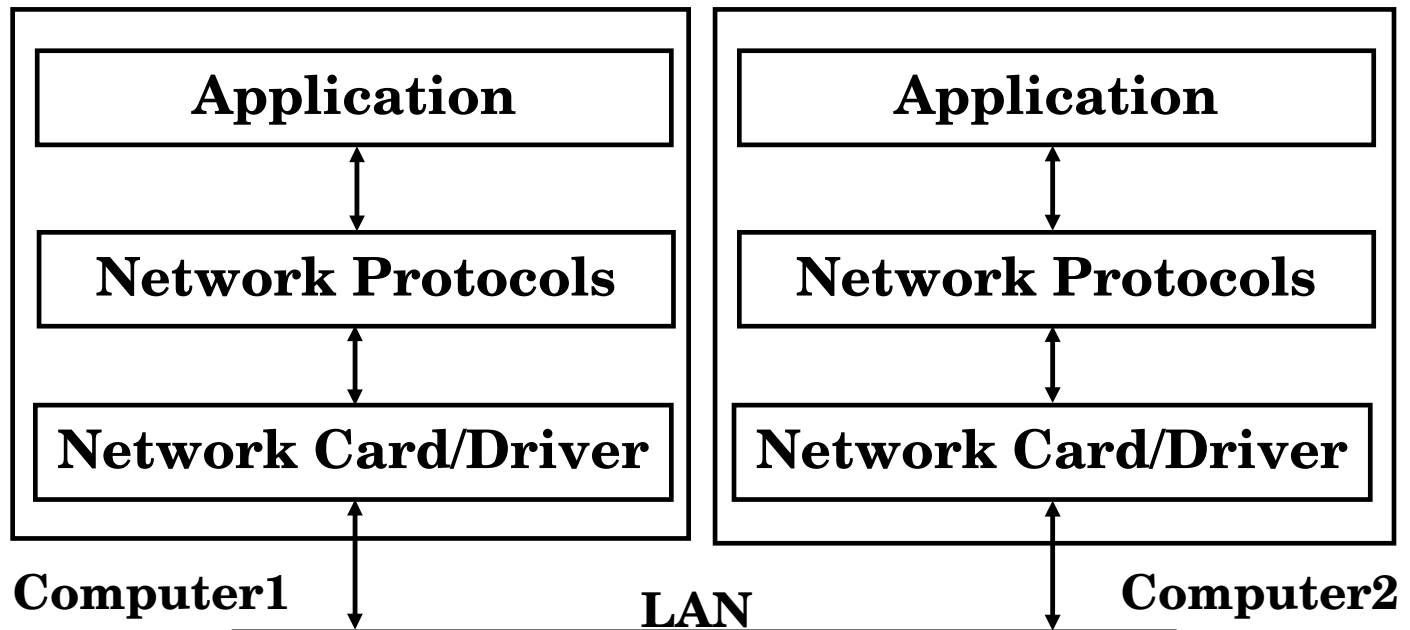 Application
Network Protocols
Network Card/Driver
Computer1
Application
Network Protocols
Network Card/Driver
Computer2
LAN